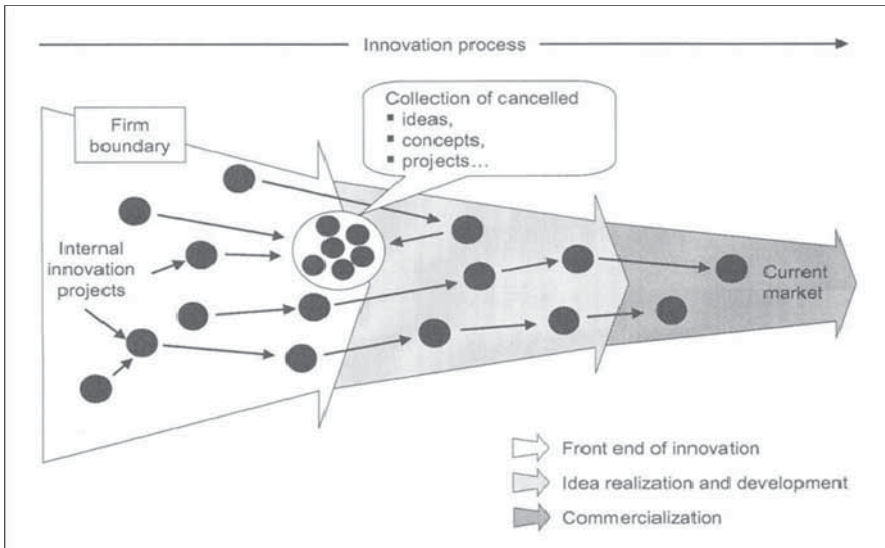 Innovation process
Collection of cancelled
▪ ideas,
▪ concepts,
▪ projects...
Firm
boundary
Internal
innovation
projects
Current
market
Front end of innovation
Idea realization and development
Commercialization